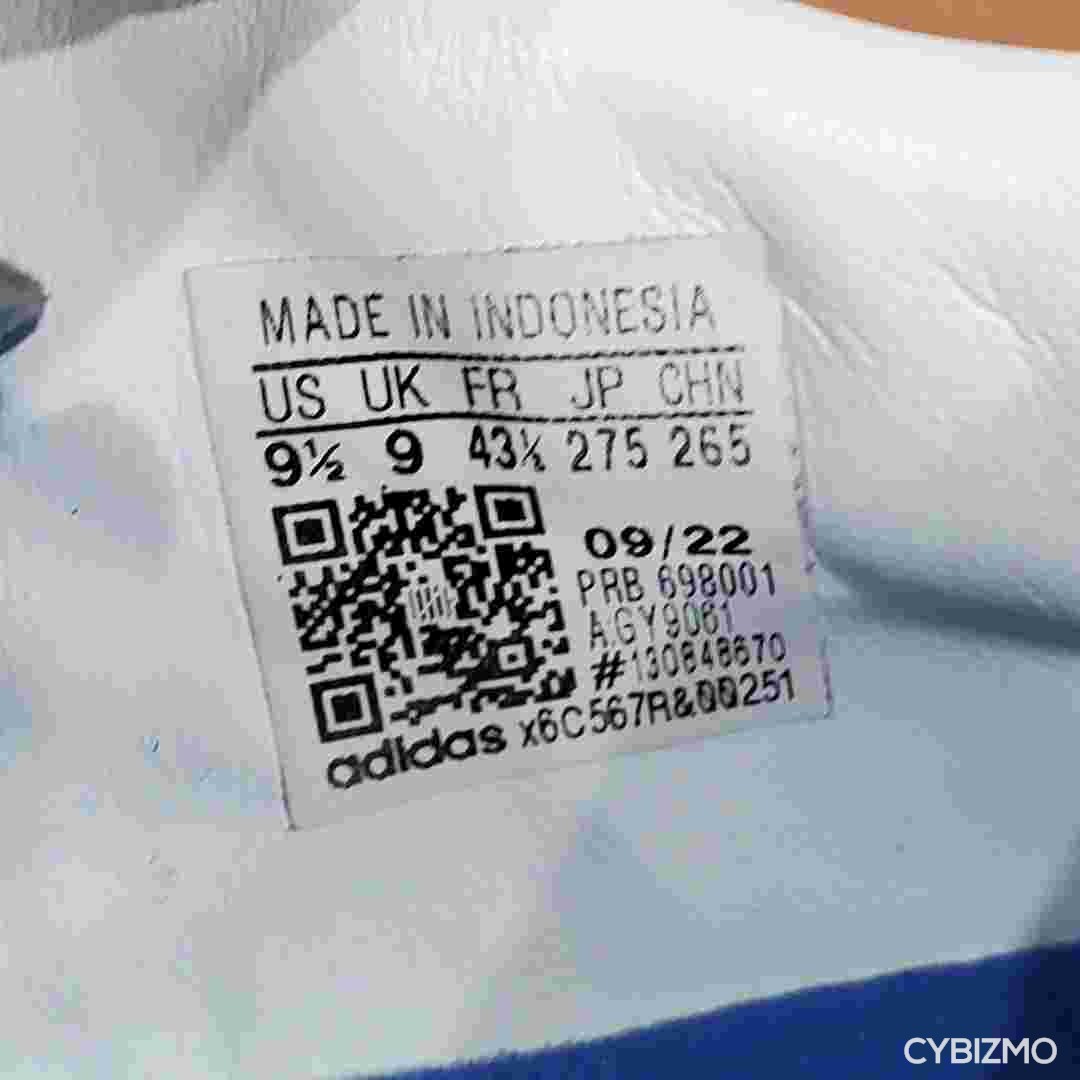 MADE IN INDONESIA
US UK FR JP CHN
9½ 9 43⅓ 275 265
09/22
PRB 698001
A.GY9061
#130848670
adidas x6C567R&00251
CYBIZMO